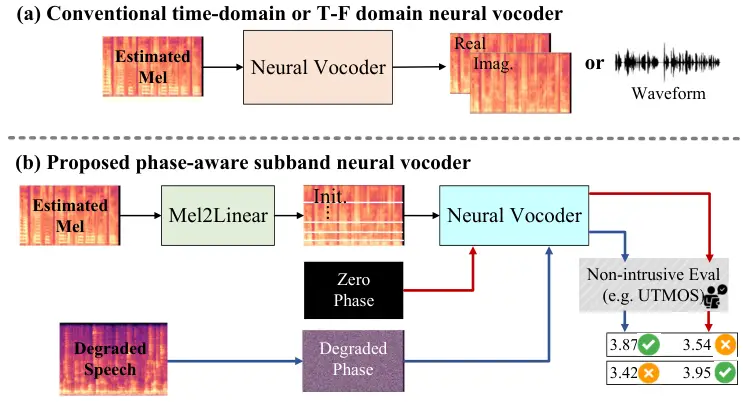 (a) Conventional time-domain or T-F domain neural vocoder
Estimated
Mel
Neural Vocoder
Real
Imag.
or
Waveform
(b) Proposed phase-aware subband neural vocoder
Estimated
Mel
Mel2Linear
Init.
Neural Vocoder
Zero
Phase
Non-intrusive Eval
(e.g. UTMOS)
Degraded
Speech
Degraded
Phase
3.87 3.54
3.42 3.95